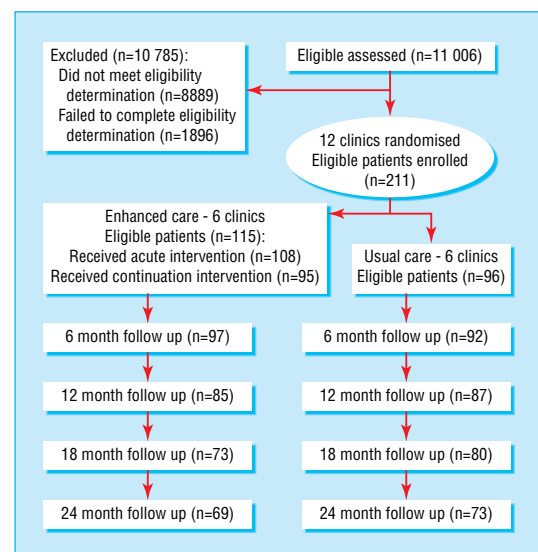 Excluded (n=10 785):
Did not meet eligibility
determination (n=8889)
Failed to complete eligibility
determination (n=1896)
Eligible assessed (n=11 006)
12 clinics randomised
Eligible patients enrolled
(n=211)
Enhanced care - 6 clinics
Eligible patients (n=115):
Received acute intervention (n=108)
Received continuation intervention (n=95)
Usual care - 6 clinics
Eligible patients (n=96)
6 month follow up (n=97)
6 month follow up (n=92)
12 month follow up (n=85)
12 month follow up (n=87)
18 month follow up (n=73)
18 month follow up (n=80)
24 month follow up (n=69)
24 month follow up (n=73)